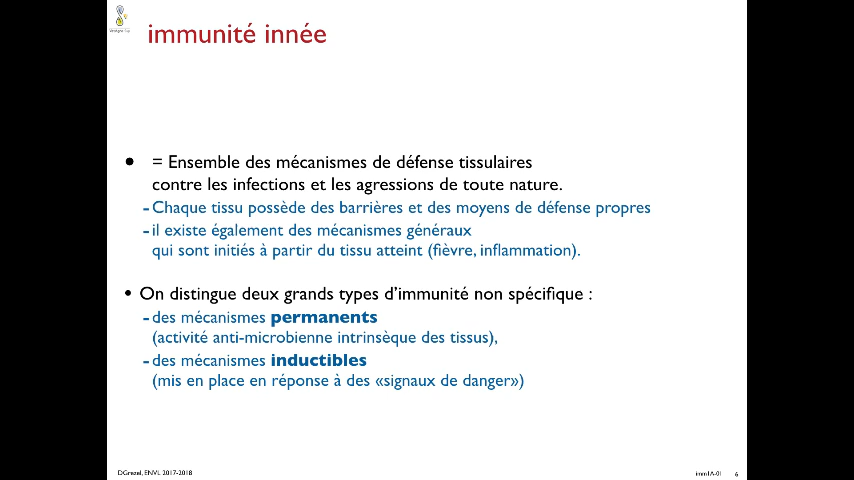 immunité innée
• = Ensemble des mécanismes de défense tissulaires
contre les infections et les agressions de toute nature.
- Chaque tissu possède des barrières et des moyens de défense propres
- il existe également des mécanismes généraux
qui sont initiés à partir du tissu atteint (fièvre, inflammation).
• On distingue deux grands types d'immunité non spécifique :
- des mécanismes permanents
(activité anti-microbienne intrinsèque des tissus),
- des mécanismes inductibles
(mis en place en réponse à des «signaux de danger»)
DGrezel, ENVL 2017-2018
imm1A-01
6